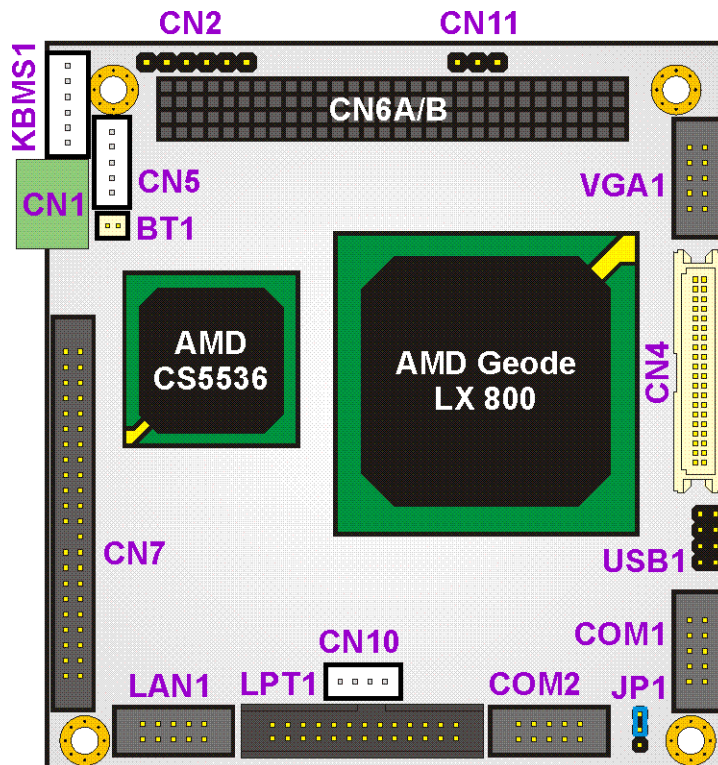 CN2
CN11
KBMS1
CN6A/B
CN5
VGA1
CN1
BT1
AMD
CS5536
AMD Geode
LX 800
CN4
CN7
USB1
CN10
COM1
LAN1
LPT1
COM2
JP1